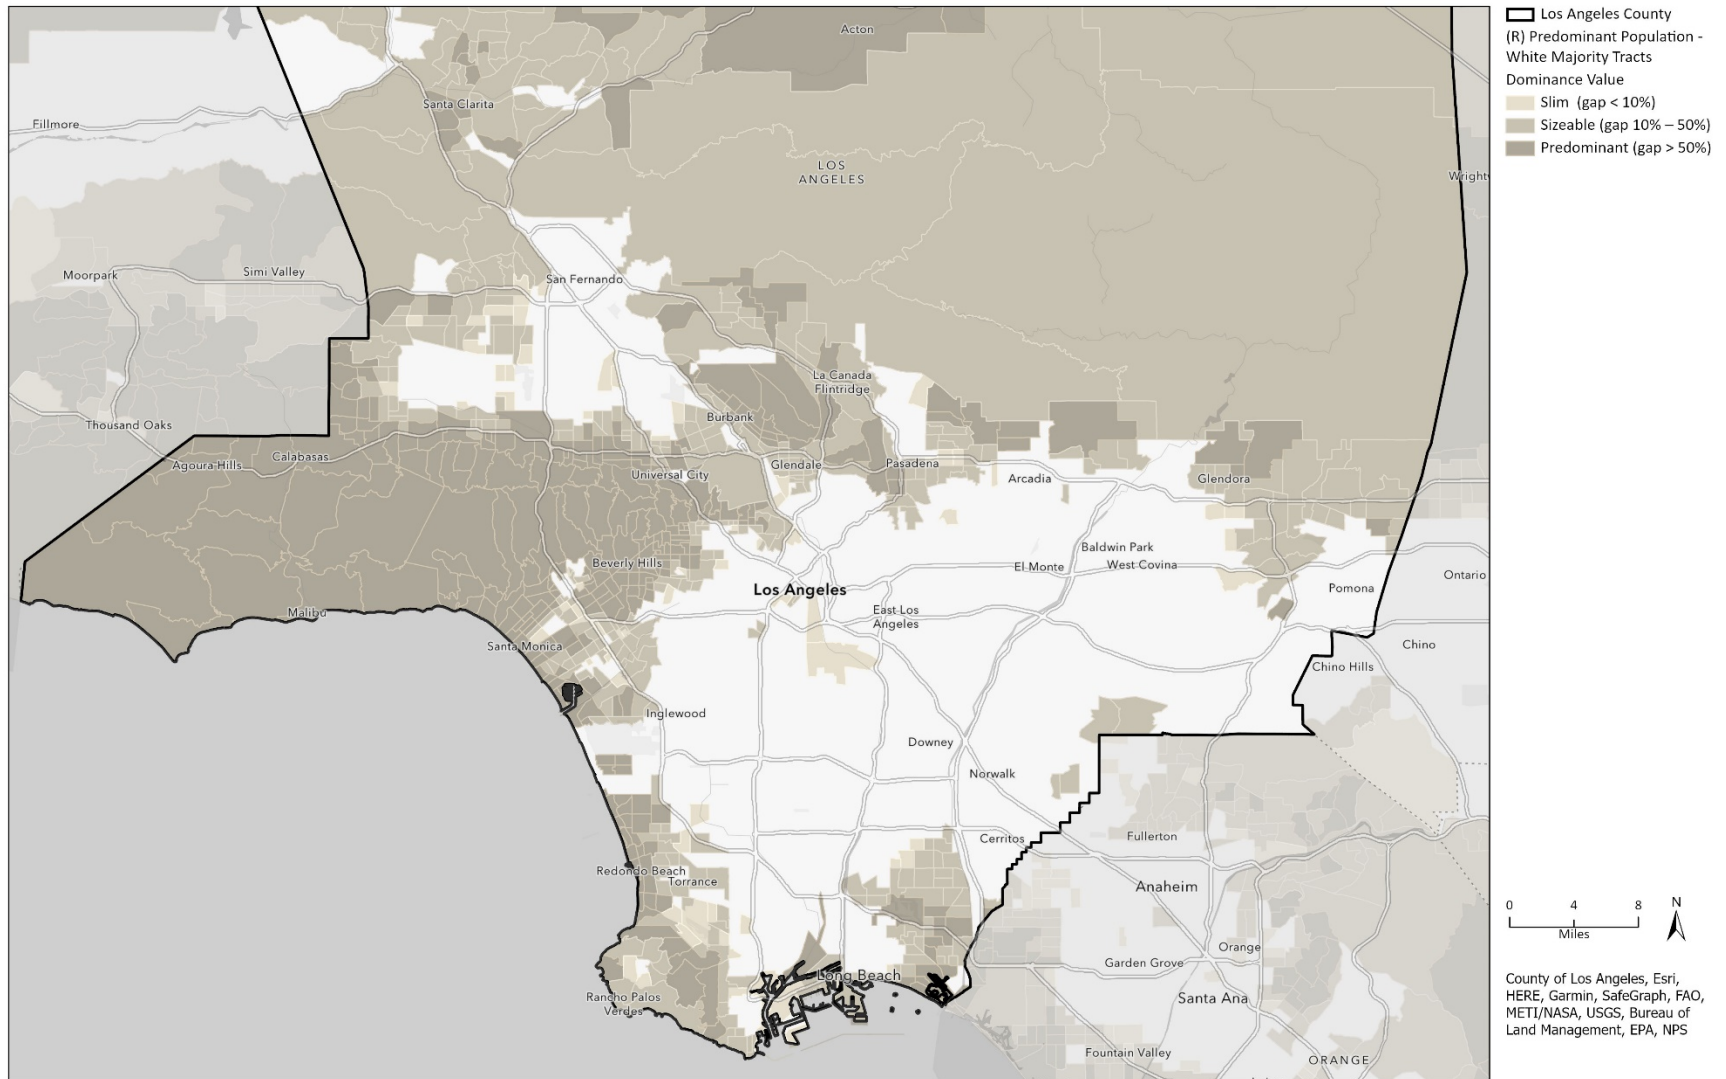 Acton
Santa Clarita
Fillmore
LOS
ANGELES
Moorpark
Simi Valley
San Fernando
La Canada
Flintridge
Burbank
Thousand Oaks
Agoura Hills
Calabasas
Universal City
Glendale
Pasadena
Arcadia
Glendora
Beverly Hills
Baldwin Park
El Monte
West Covina
Los Angeles
Pomona
Ontario
Malibu
East Los
Angeles
Santa Monica
Chino
Chino Hills
Inglewood
Downey
Norwalk
Cerritos
Fullerton
Redondo Beach
Torrance
Anaheim
Orange
Garden Grove
Long Beach
Rancho Palos
Verdes
Santa Ana
Fountain Valley
ORANGE
Los Angeles County
(R) Predominant Population -
White Majority Tracts
Dominance Value
Slim (gap < 10%)
Sizeable (gap 10% – 50%)
Predominant (gap > 50%)
0 4 8
Miles
N
County of Los Angeles, Esri,
HERE, Garmin, SafeGraph, FAO,
METI/NASA, USGS, Bureau of
Land Management, EPA, NPS